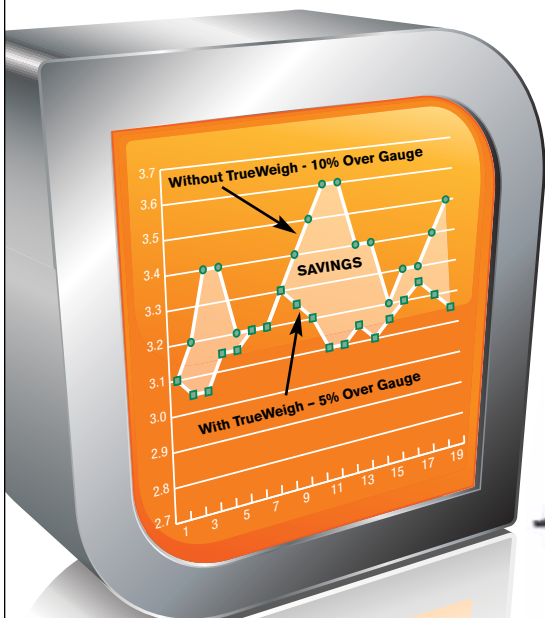 3.7
Without TrueWeigh - 10% Over Gauge
3.6
3.5
3.4
SAVINGS
3.3
3.2
3.1
3.0
With TrueWeigh – 5% Over Gauge
2.9
2.8
2.7
1 3 5 7 9 11 13 15 17 19